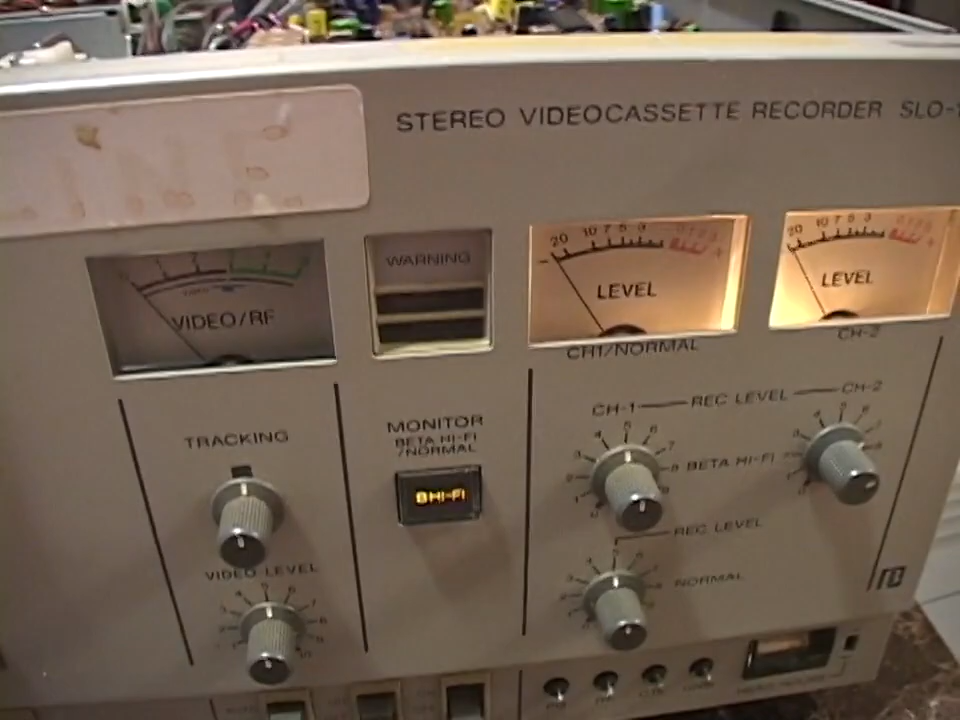 STEREO VIDEOCASSETTE RECORDER SLO-1
WARNING
20 10 7 5 3
LEVEL
20 10 7 5 3
LEVEL
VIDEO/RF
CH1/NORMAL
CH-2
CH-1 REC LEVEL CH-2
MONITOR
BETA HI-FI
/NORMAL
TRACKING
BETA HI-FI
βHI-FI
REC LEVEL
VIDEO LEVEL
NORMAL